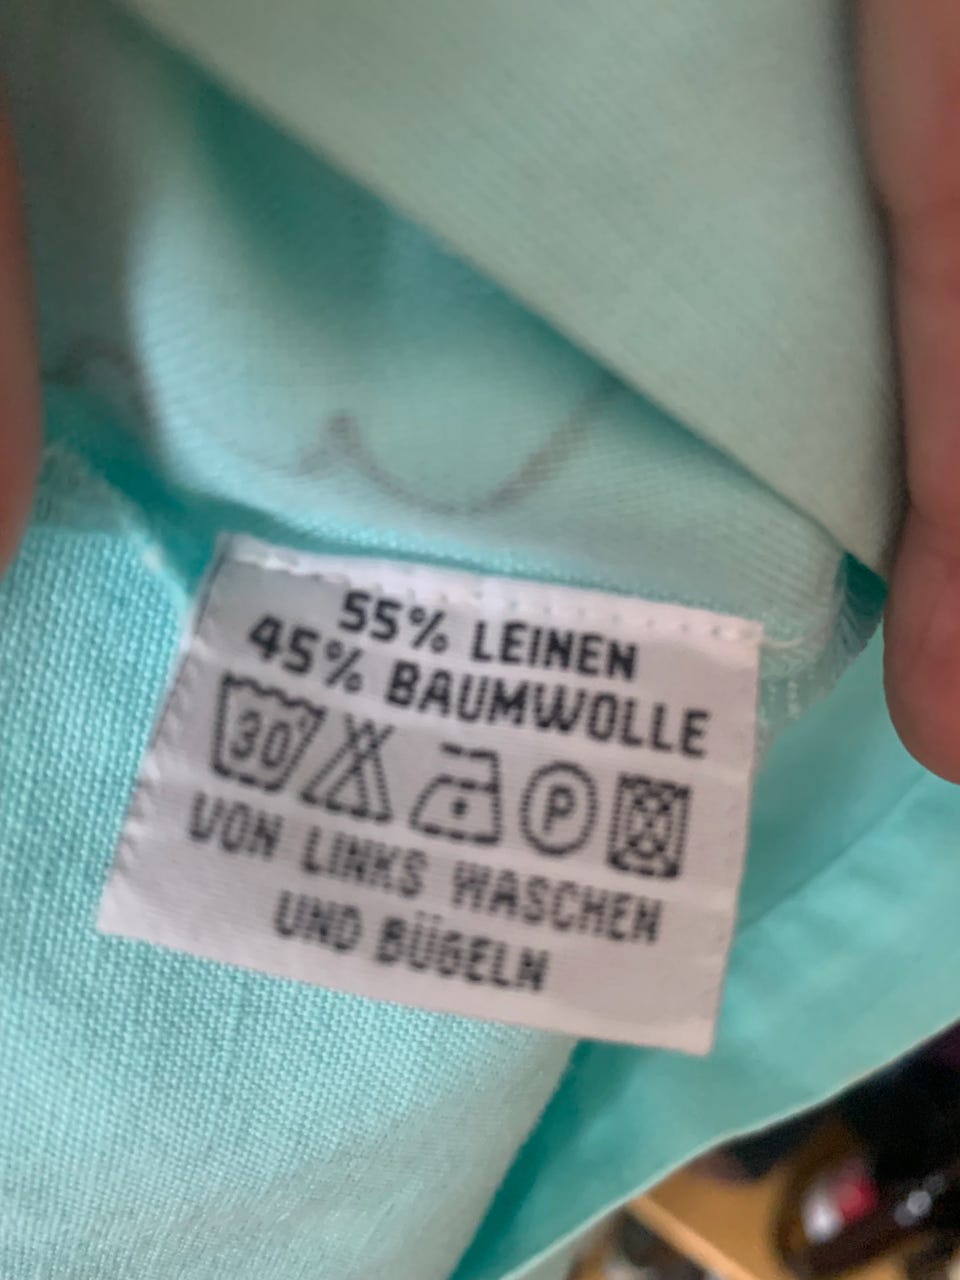 55% LEINEN
45% BAUMWOLLE
30° P
VON LINKS WASCHEN
UND BÜGELN